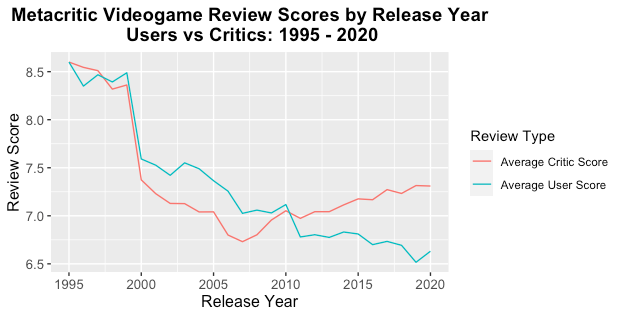 Metacritic Videogame Review Scores by Release Year
Users vs Critics: 1995 - 2020
Review Score
8.5
8.0
7.5
7.0
6.5
1995
2000
2005
2010
2015
2020
Release Year
Review Type
Average Critic Score
Average User Score